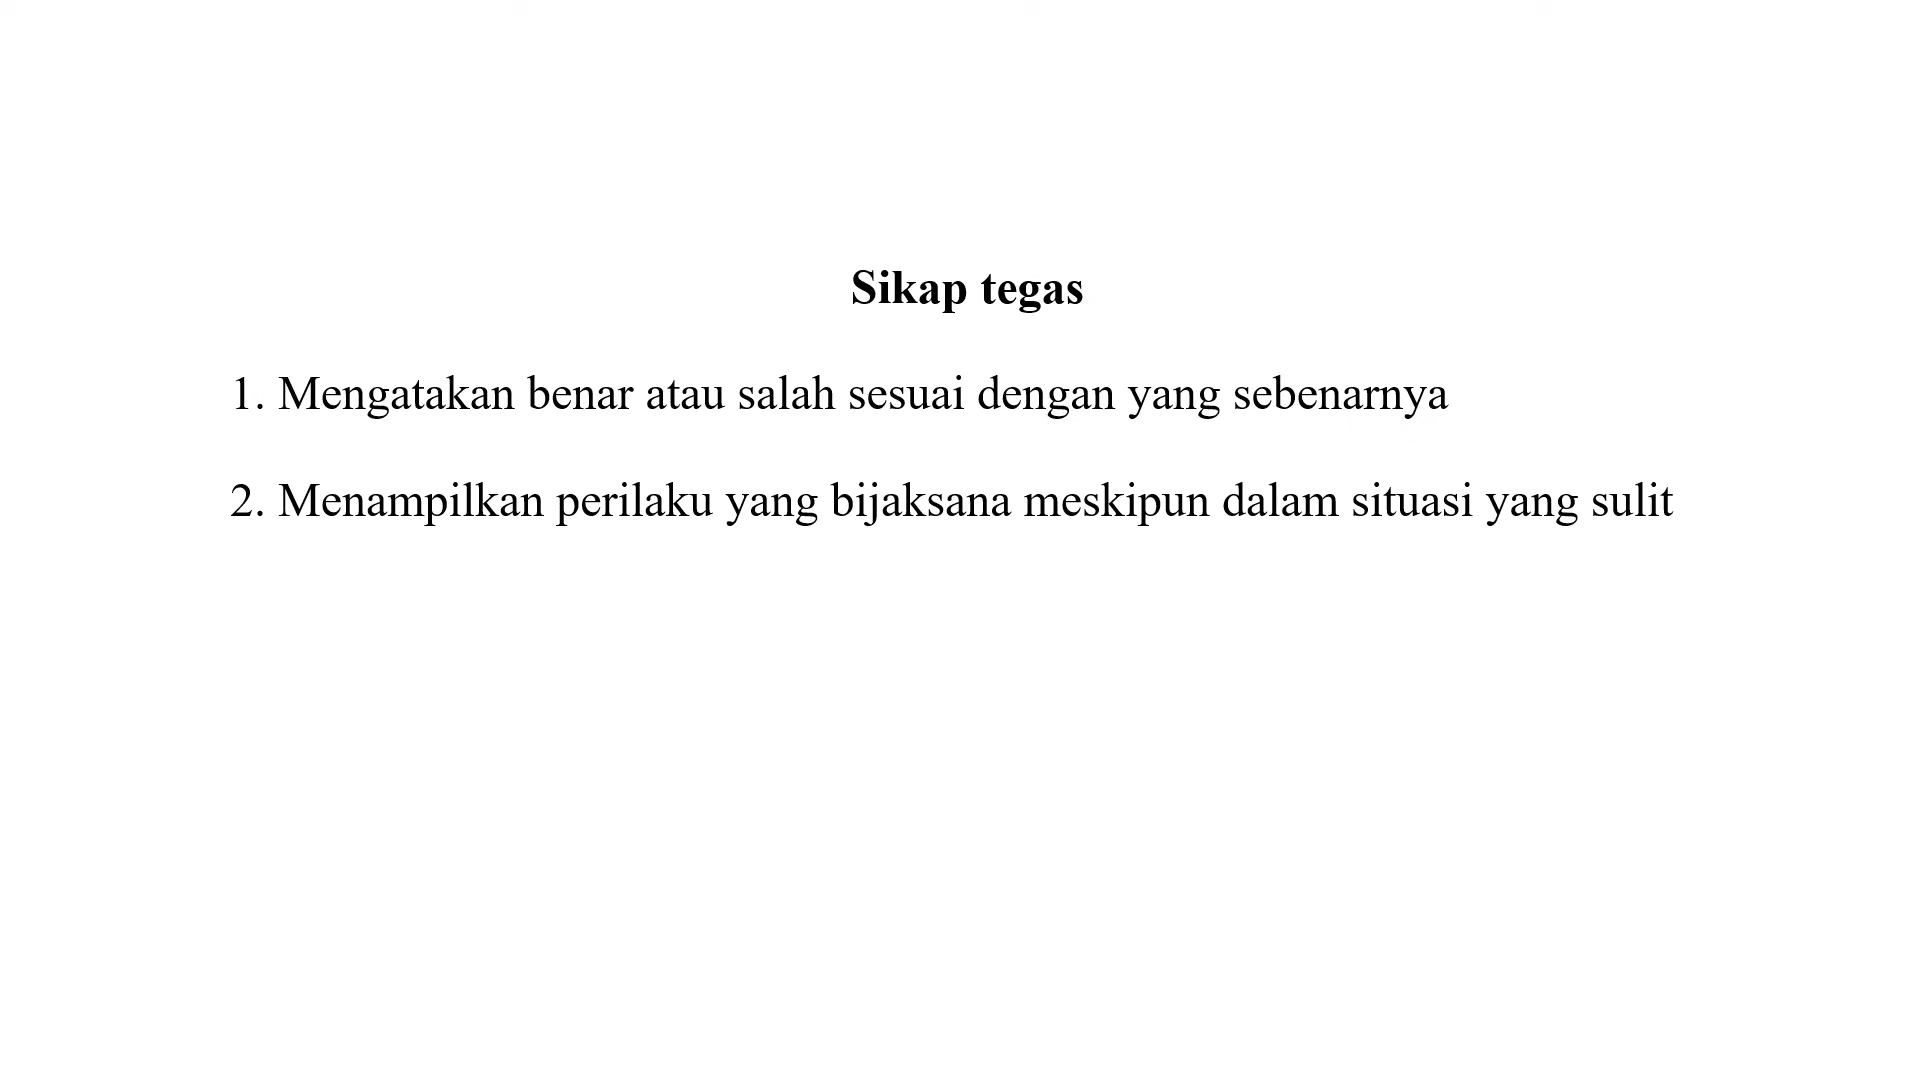 Sikap tegas
1. Mengatakan benar atau salah sesuai dengan yang sebenarnya
2. Menampilkan perilaku yang bijaksana meskipun dalam situasi yang sulit